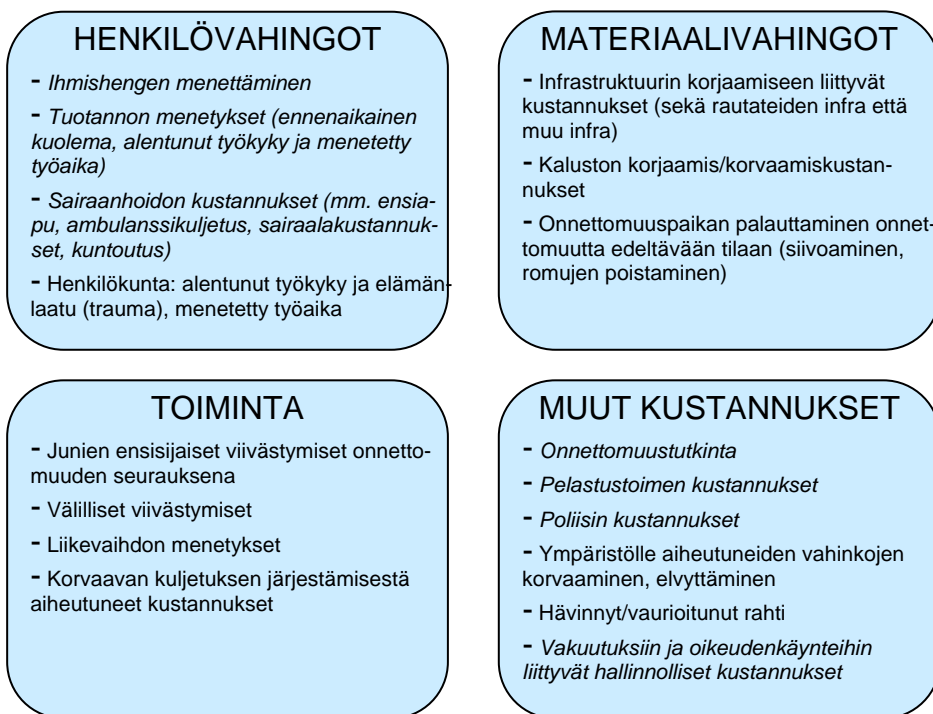 HENKILÖVAHINGOT
- Ihmishengen menettäminen
- Tuotannon menetykset (ennenaikainen
kuolema, alentunut työkyky ja menetetty
työaika)
- Sairaanhoidon kustannukset (mm. ensia-
pu, ambulanssikuljetus, sairaalakustannuk-
set, kuntoutus)
- Henkilökunta: alentunut työkyky ja elämän-
laatu (trauma), menetetty työaika
MATERIAALIVAHINGOT
- Infrastruktuurin korjaamiseen liittyvät
kustannukset (sekä rautateiden infra että
muu infra)
- Kaluston korjaamis/korvaamiskustan-
nukset
- Onnettomuuspaikan palauttaminen onnet-
tomuutta edeltävään tilaan (siivoaminen,
romujen poistaminen)
TOIMINTA
- Junien ensisijaiset viivästymiset onnetto-
muuden seurauksena
- Välilliset viivästymiset
- Liikevaihdon menetykset
- Korvaavan kuljetuksen järjestämisestä
aiheutuneet kustannukset
MUUT KUSTANNUKSET
- Onnettomuustutkinta
- Pelastustoimen kustannukset
- Poliisin kustannukset
- Ympäristölle aiheutuneiden vahinkojen
korvaaminen, elvyttäminen
- Hävinnyt/vaurioitunut rahti
- Vakuutuksiin ja oikeudenkäynteihin
liittyvät hallinnolliset kustannukset